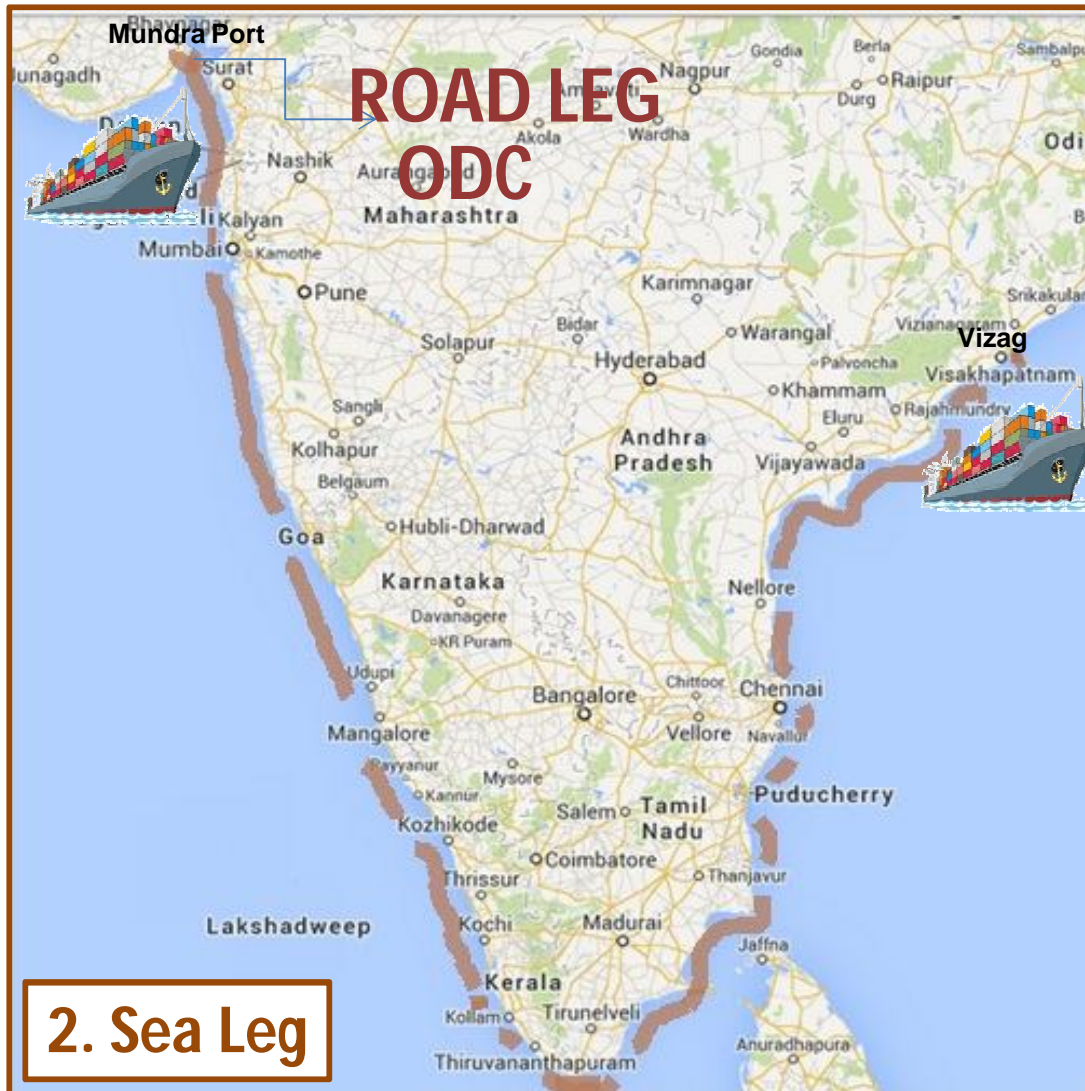 Bhavnagar
Mundra Port
Junagadh
Surat
Gondia
Berla
Sambalpu
Nagpur
Raipur
Durg
ROAD LEG
ODC
Akola
Wardha
Odi
Nashik
Aurangabad
Maharashtra
Kalyan
Mumbai
Kamothe
Pune
Karimnagar
Srikakulam
Solapur
Bidar
Warangal
Vizianagaram
Vizag
Hyderabad
Palvoncha
Visakhapatnam
Khammam
Sangli
Rajahmundry
Kolhapur
Eluru
Andhra
Pradesh
Vijayawada
Belgaum
Goa
Hubli-Dharwad
Karnataka
Nellore
Davanagere
KR Puram
Udupi
Bangalore
Chittoor
Chennai
Mangalore
Vellore
Navallur
Payyanur
Mysore
Kannur
Puducherry
Salem
Tamil
Nadu
Kozhikode
Coimbatore
Thanjavur
Thrissur
Lakshadweep
Kochi
Madurai
Jaffna
Kerala
Kollam
Tirunelveli
2. Sea Leg
Thiruvananthapuram
Anuradhapura